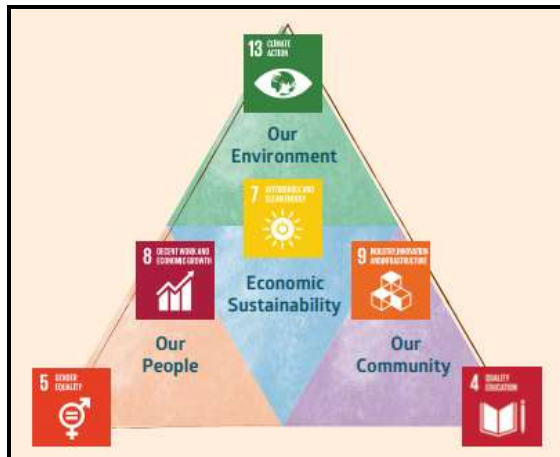 13 CLIMATE
ACTION
Our
Environment
7 AFFORDABLE AND
CLEAN ENERGY
8 DECENT WORK AND
ECONOMIC GROWTH
9 INDUSTRY, INNOVATION
AND INFRASTRUCTURE
Economic
Sustainability
Our
People
Our
Community
5 GENDER
EQUALITY
4 QUALITY
EDUCATION